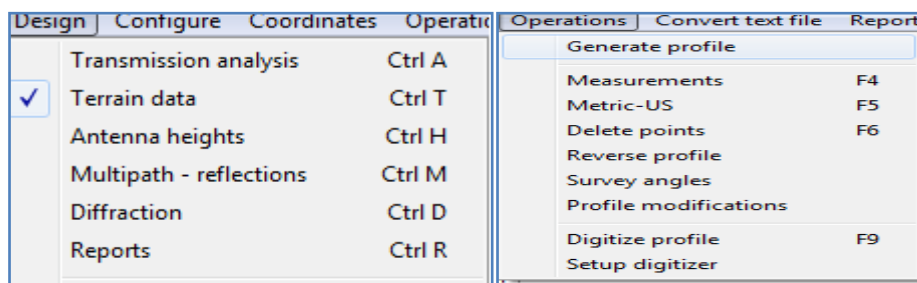 Design Configure Coordinates
Transmission analysis Ctrl A
Terrain data Ctrl T
Antenna heights Ctrl H
Multipath - reflections Ctrl M
Diffraction Ctrl D
Reports Ctrl R
Operations Convert text file Report
Generate profile
Measurements F4
Metric-US F5
Delete points F6
Reverse profile
Survey angles
Profile modifications
Digitize profile F9
Setup digitizer